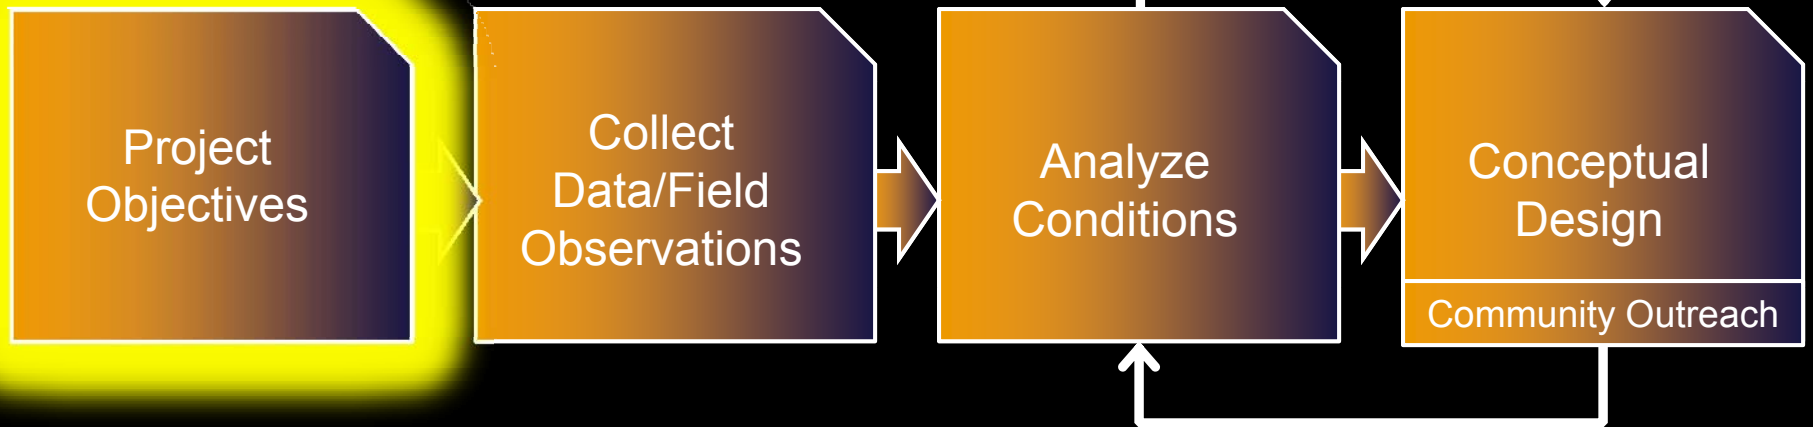 Project
Objectives
Collect
Data/Field
Observations
Analyze
Conditions
Conceptual
Design
Community Outreach